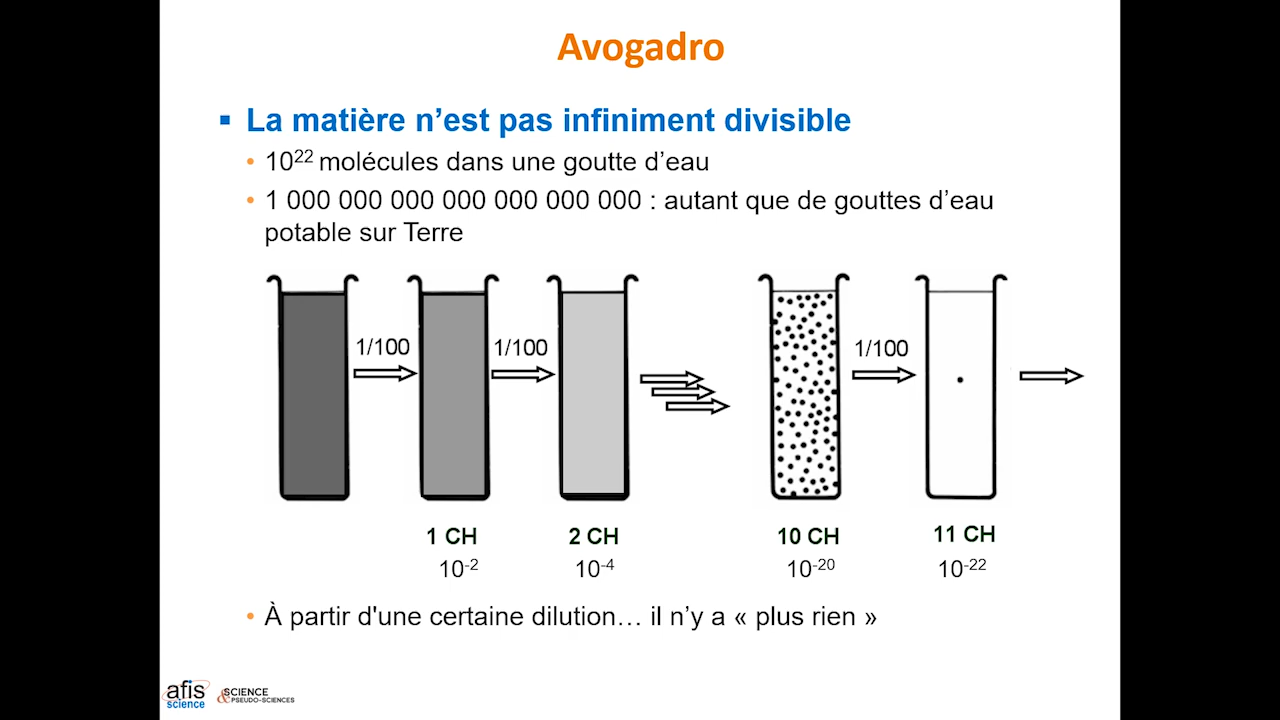 Avogadro
▪ La matière n’est pas infiniment divisible
• 10²² molécules dans une goutte d’eau
• 1 000 000 000 000 000 000 000 : autant que de gouttes d’eau
potable sur Terre
1/100
1/100
1/100
1 CH
2 CH
10 CH
11 CH
10⁻²
10⁻⁴
10⁻²⁰
10⁻²²
• À partir d'une certaine dilution… il n’y a « plus rien »
afis
science
& SCIENCE
PSEUDO-SCIENCES